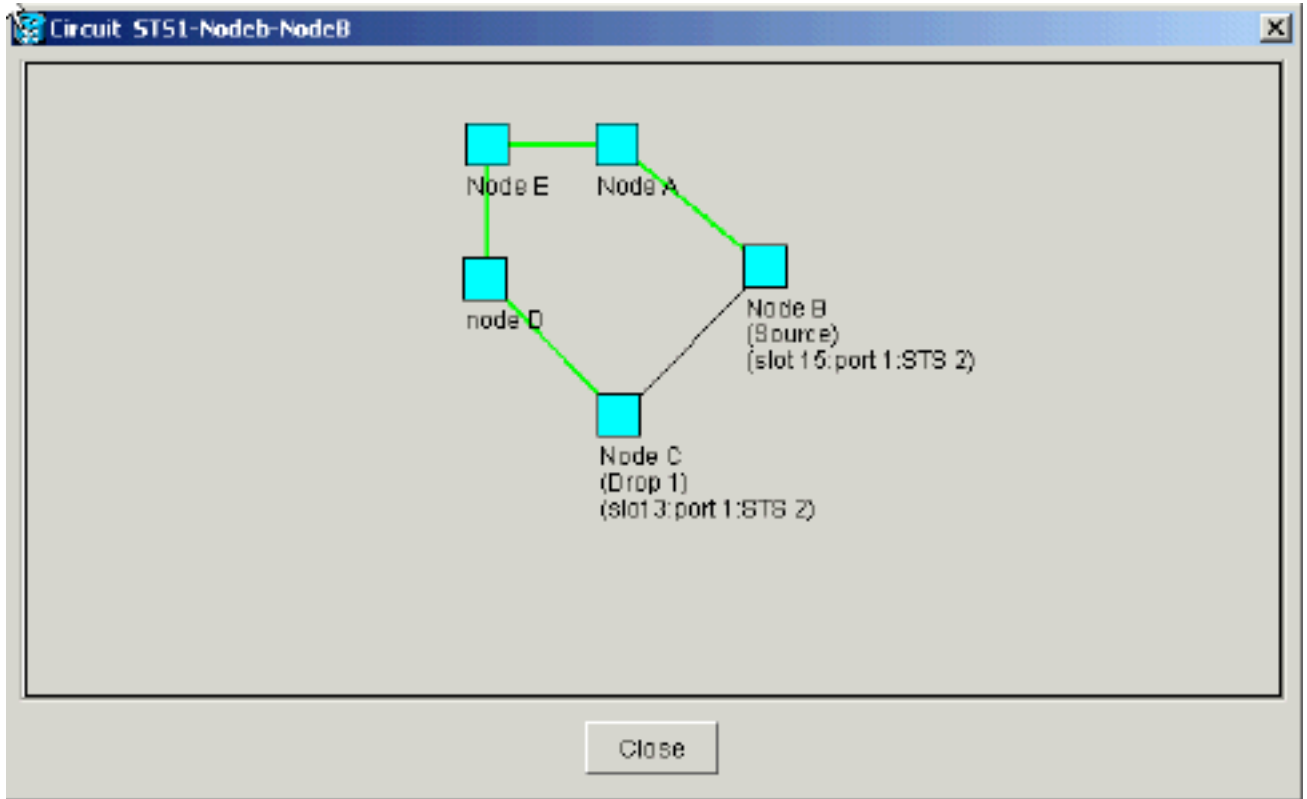 Circuit STS1-Nodeb-NodeB
Node E
Node A
node D
Node B
(Source)
(slot 15:port 1:STS 2)
Node C
(Drop 1)
(slot 3:port 1:STS 2)
Close